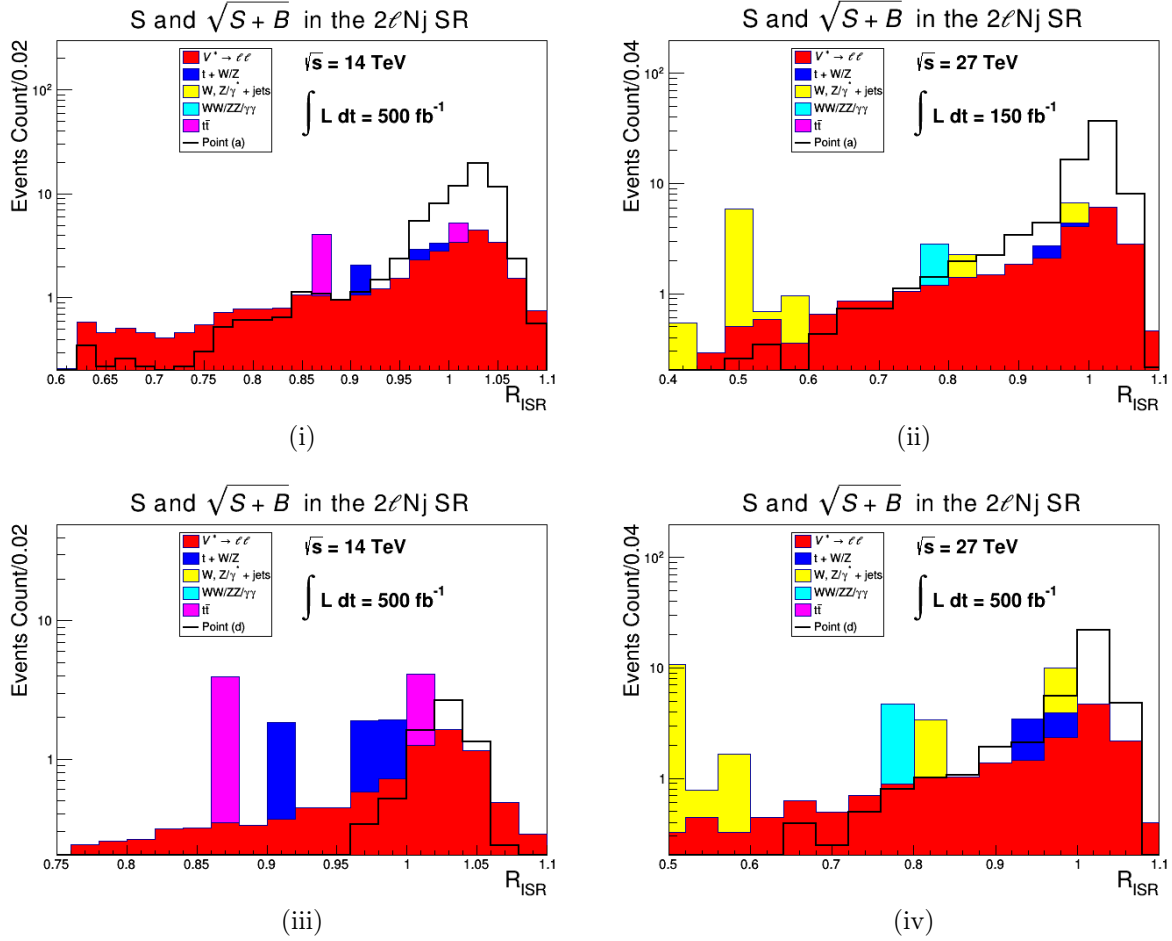 S and √S + B in the 2ℓNj SR
Events Count/0.02
10²
10
1
V* → ℓℓ
t + W/Z
W, Z/γ* + jets
WW/ZZ/γγ
tt̄
Point (a)
√s = 14 TeV
∫ L dt = 500 fb⁻¹
0.6 0.65 0.7 0.75 0.8 0.85 0.9 0.95 1 1.05 1.1
R_ISR
(i)
S and √S + B in the 2ℓNj SR
Events Count/0.04
10²
10
1
V* → ℓℓ
t + W/Z
W, Z/γ* + jets
WW/ZZ/γγ
tt̄
Point (a)
√s = 27 TeV
∫ L dt = 150 fb⁻¹
0.4 0.5 0.6 0.7 0.8 0.9 1 1.1
R_ISR
(ii)
S and √S + B in the 2ℓNj SR
Events Count/0.02
10
1
V* → ℓℓ
t + W/Z
W, Z/γ* + jets
WW/ZZ/γγ
tt̄
Point (d)
√s = 14 TeV
∫ L dt = 500 fb⁻¹
0.75 0.8 0.85 0.9 0.95 1 1.05 1.1
R_ISR
(iii)
S and √S + B in the 2ℓNj SR
Events Count/0.04
10²
10
1
V* → ℓℓ
t + W/Z
W, Z/γ* + jets
WW/ZZ/γγ
tt̄
Point (d)
√s = 27 TeV
∫ L dt = 500 fb⁻¹
0.5 0.6 0.7 0.8 0.9 1 1.1
R_ISR
(iv)